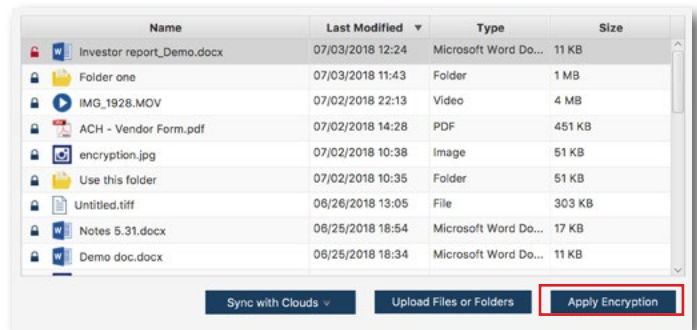 Name Last Modified ▼ Type Size
Investor report_Demo.docx 07/03/2018 12:24 Microsoft Word Do... 11 KB
Folder one 07/03/2018 11:43 Folder 1 MB
IMG_1928.MOV 07/02/2018 22:13 Video 4 MB
ACH - Vendor Form.pdf 07/02/2018 14:28 PDF 451 KB
encryption.jpg 07/02/2018 10:38 Image 51 KB
Use this folder 07/02/2018 10:35 Folder 51 KB
Untitled.tiff 06/26/2018 13:05 File 303 KB
Notes 5.31.docx 06/25/2018 18:54 Microsoft Word Do... 17 KB
Demo doc.docx 06/25/2018 18:34 Microsoft Word Do... 11 KB
Sync with Clouds Upload Files or Folders Apply Encryption